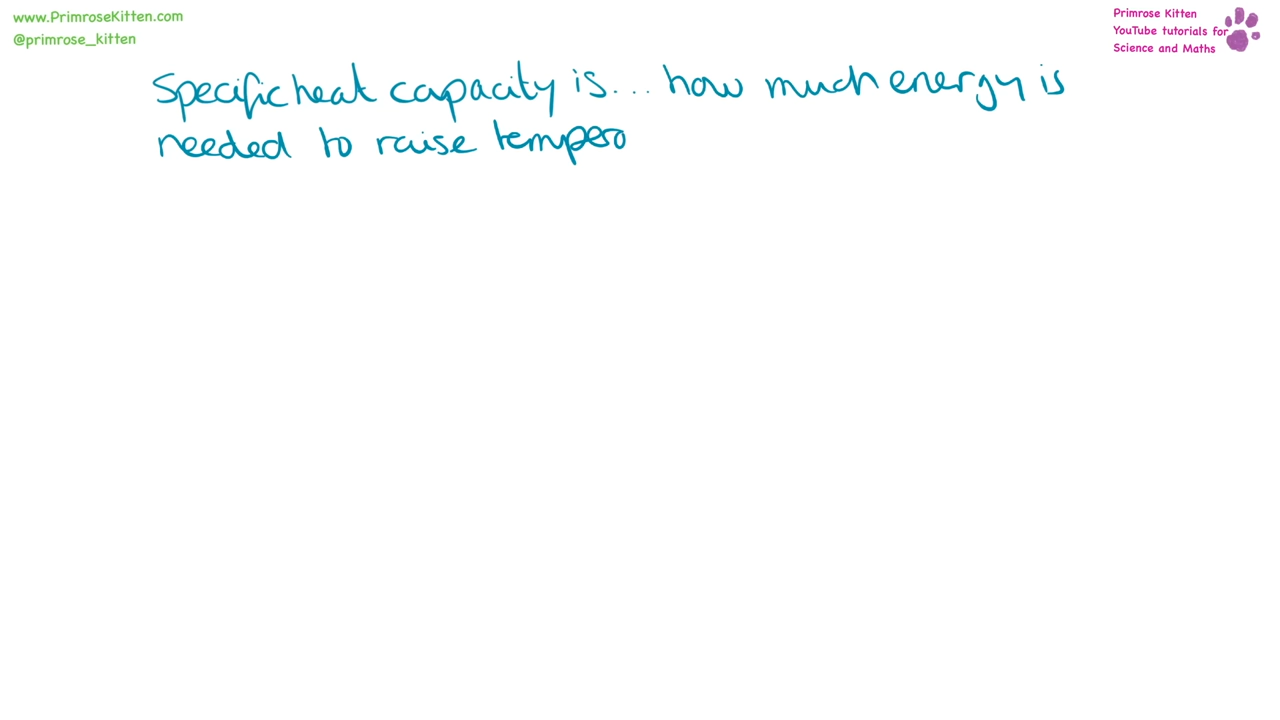 www.PrimroseKitten.com
@primrose_kitten
Primrose Kitten
YouTube tutorials for
Science and Maths
Specific heat capacity is... how much energy is
needed to raise tempera